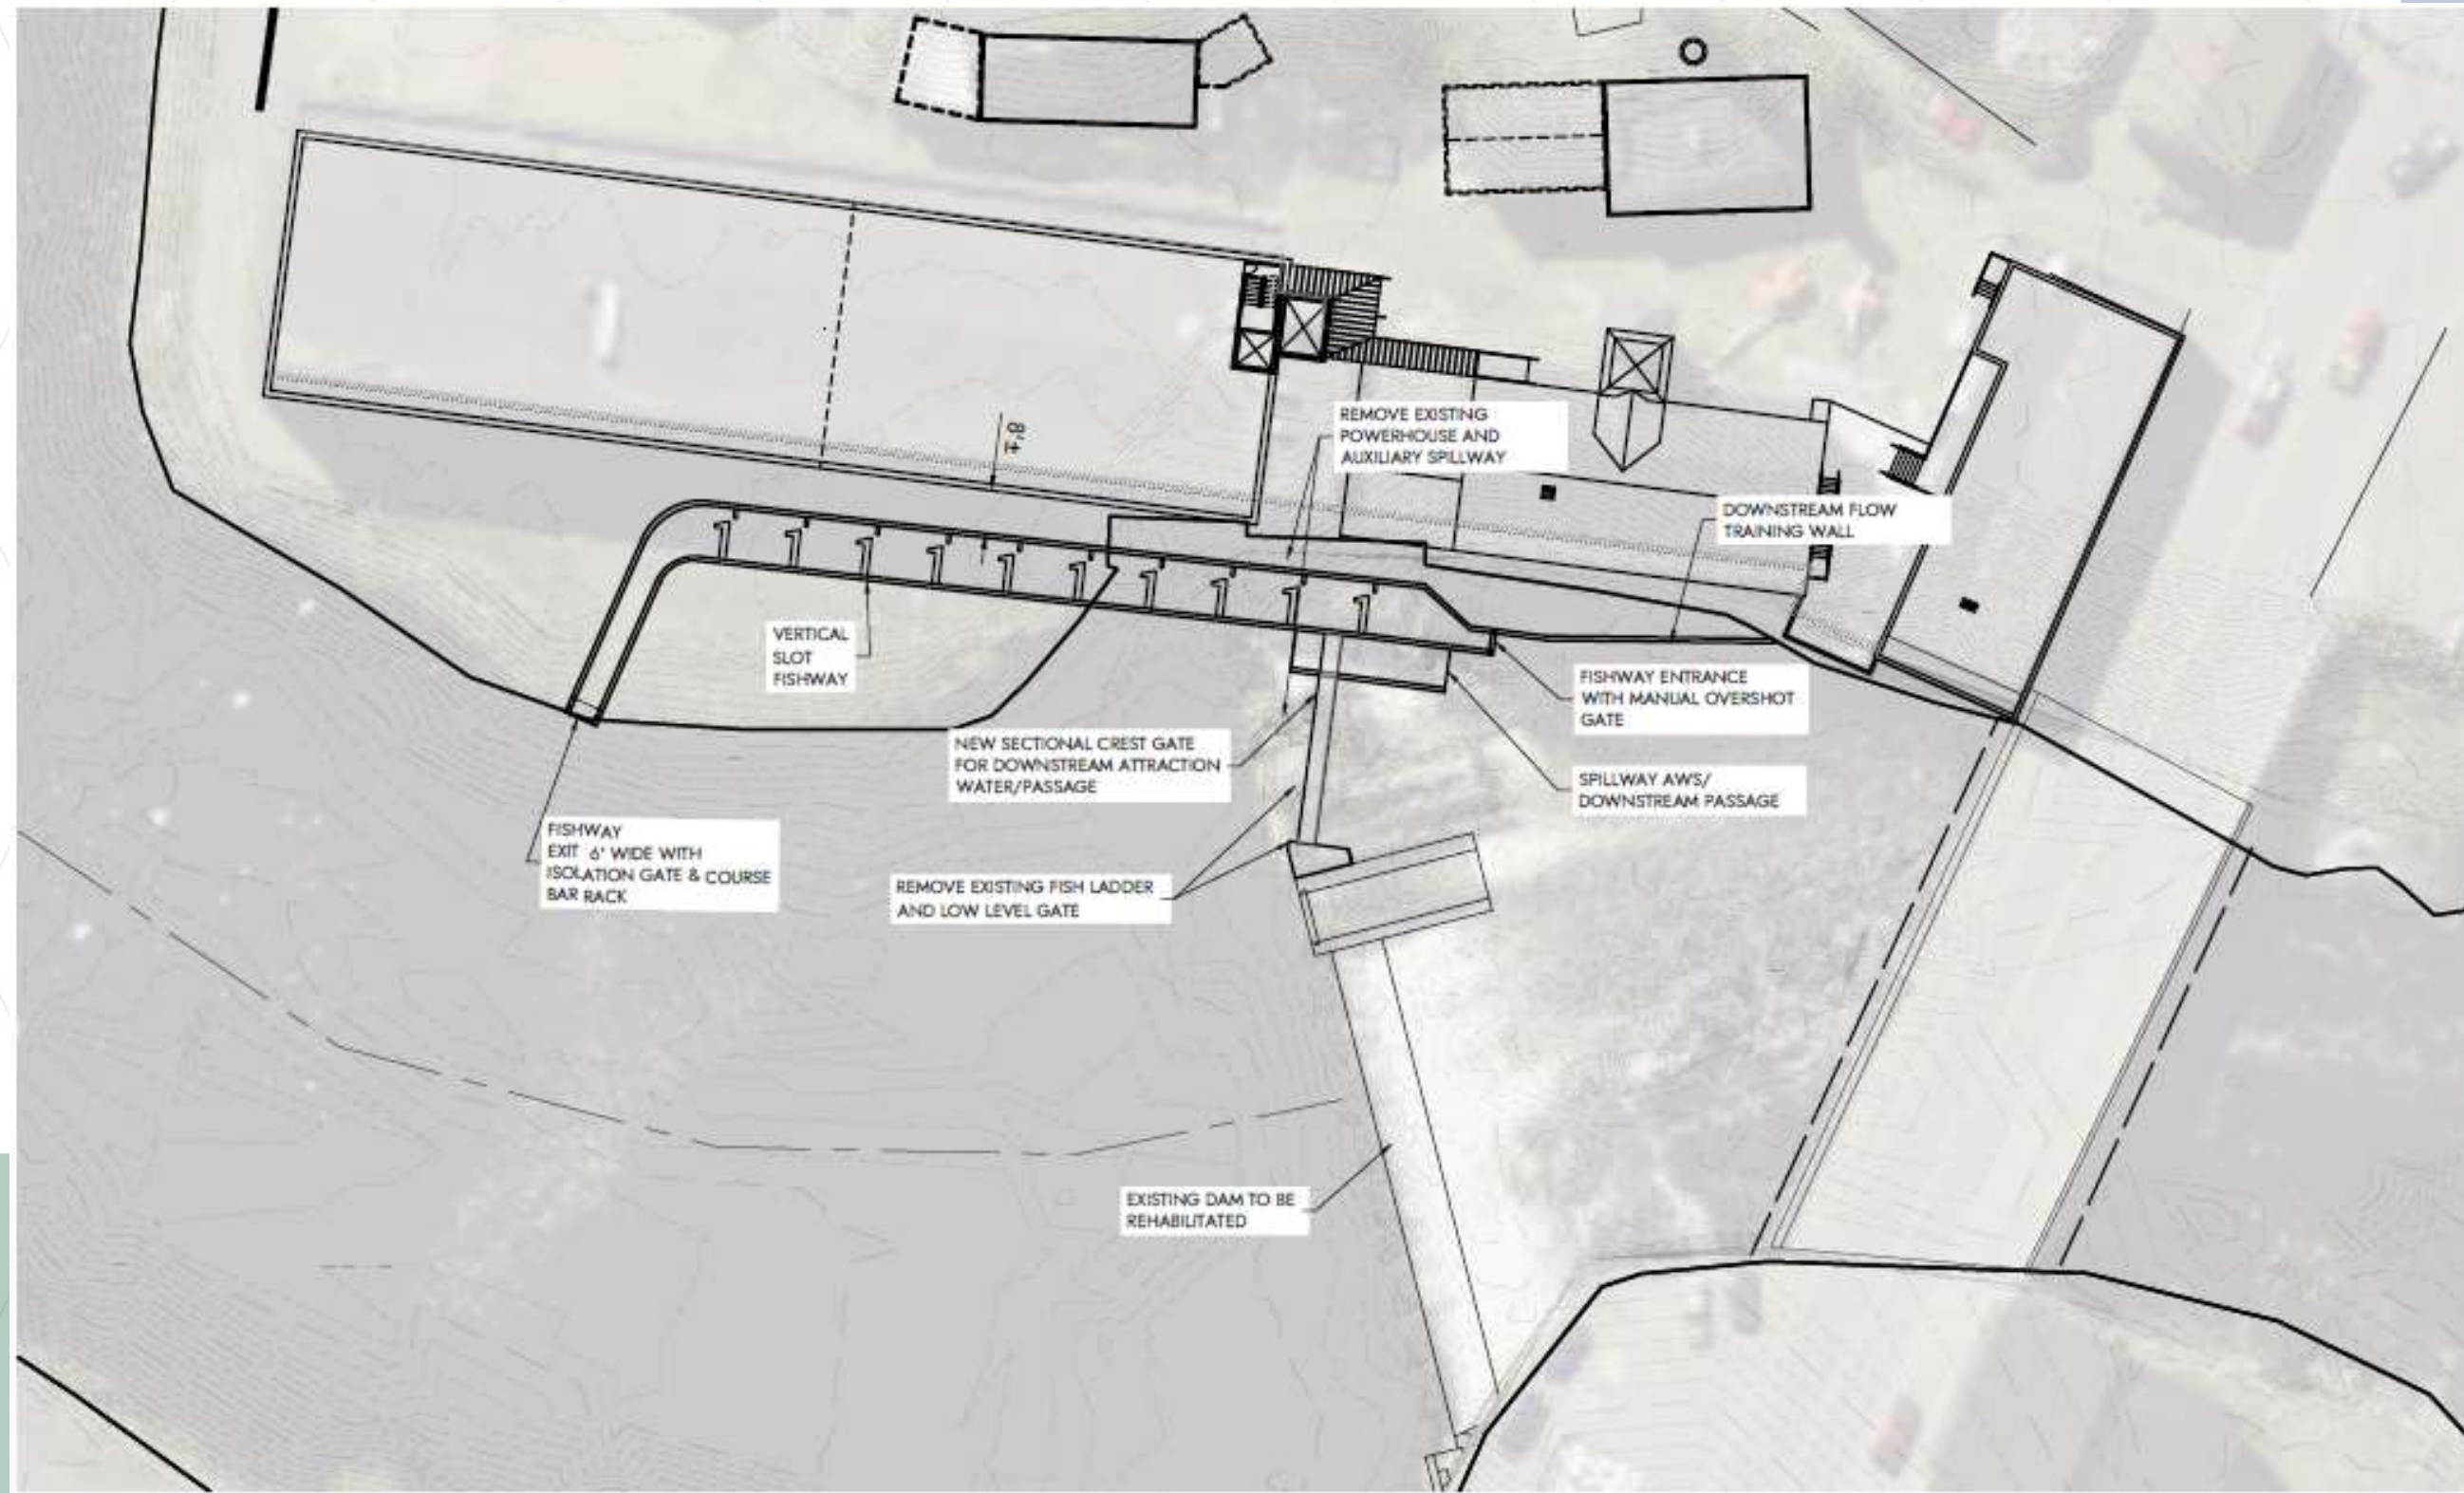 8'±
REMOVE EXISTING
POWERHOUSE AND
AUXILIARY SPILLWAY
DOWNSTREAM FLOW
TRAINING WALL
VERTICAL
SLOT
FISHWAY
FISHWAY ENTRANCE
WITH MANUAL OVERSHOT
GATE
NEW SECTIONAL CREST GATE
FOR DOWNSTREAM ATTRACTION
WATER/PASSAGE
SPILLWAY AWS/
DOWNSTREAM PASSAGE
FISHWAY
EXIT 6' WIDE WITH
ISOLATION GATE & COURSE
BAR RACK
REMOVE EXISTING FISH LADDER
AND LOW LEVEL GATE
EXISTING DAM TO BE
REHABILITATED